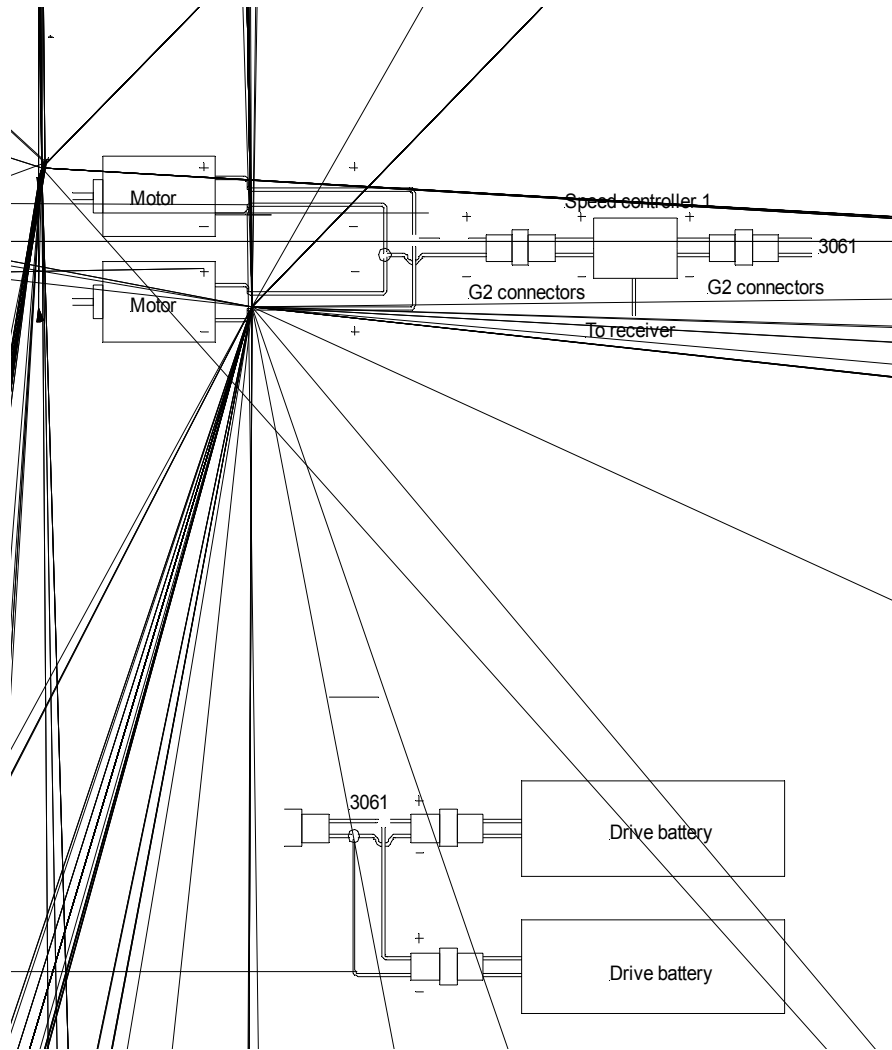 Motor
Speed controller 1
3061
G2 connectors
G2 connectors
Motor
To receiver
3061
Drive battery
Drive battery